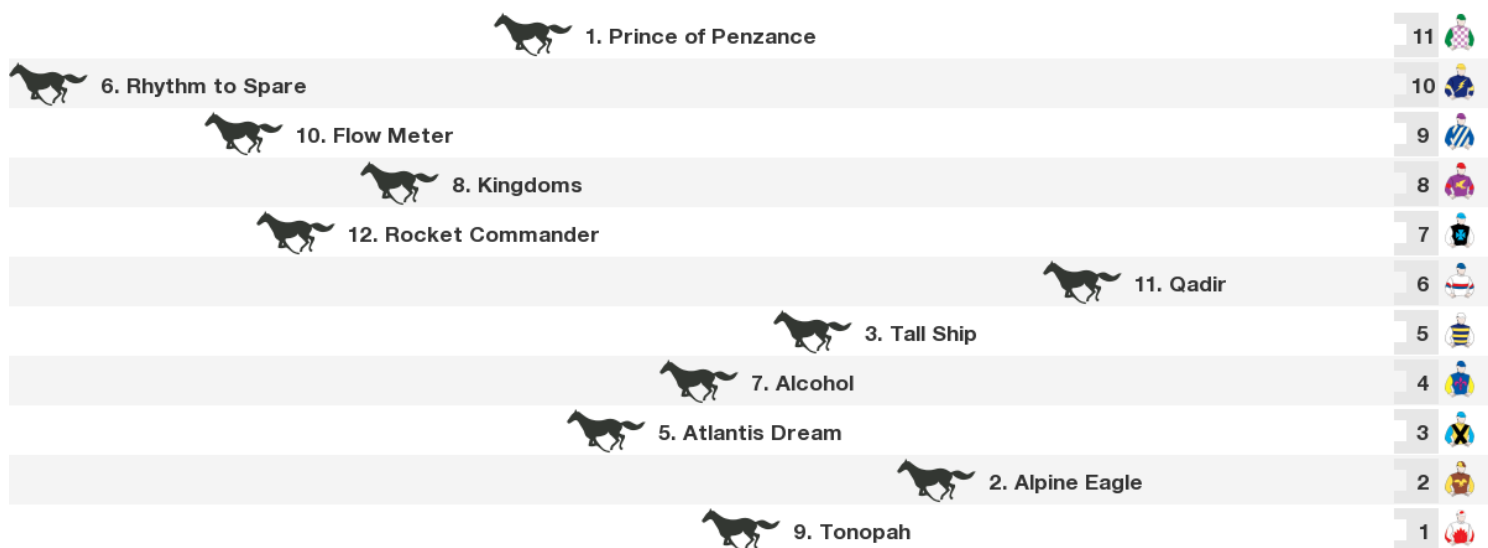 1. Prince of Penzance 11
6. Rhythm to Spare 10
10. Flow Meter 9
8. Kingdoms 8
12. Rocket Commander 7
11. Qadir 6
3. Tall Ship 5
7. Alcohol 4
5. Atlantis Dream 3
2. Alpine Eagle 2
9. Tonopah 1